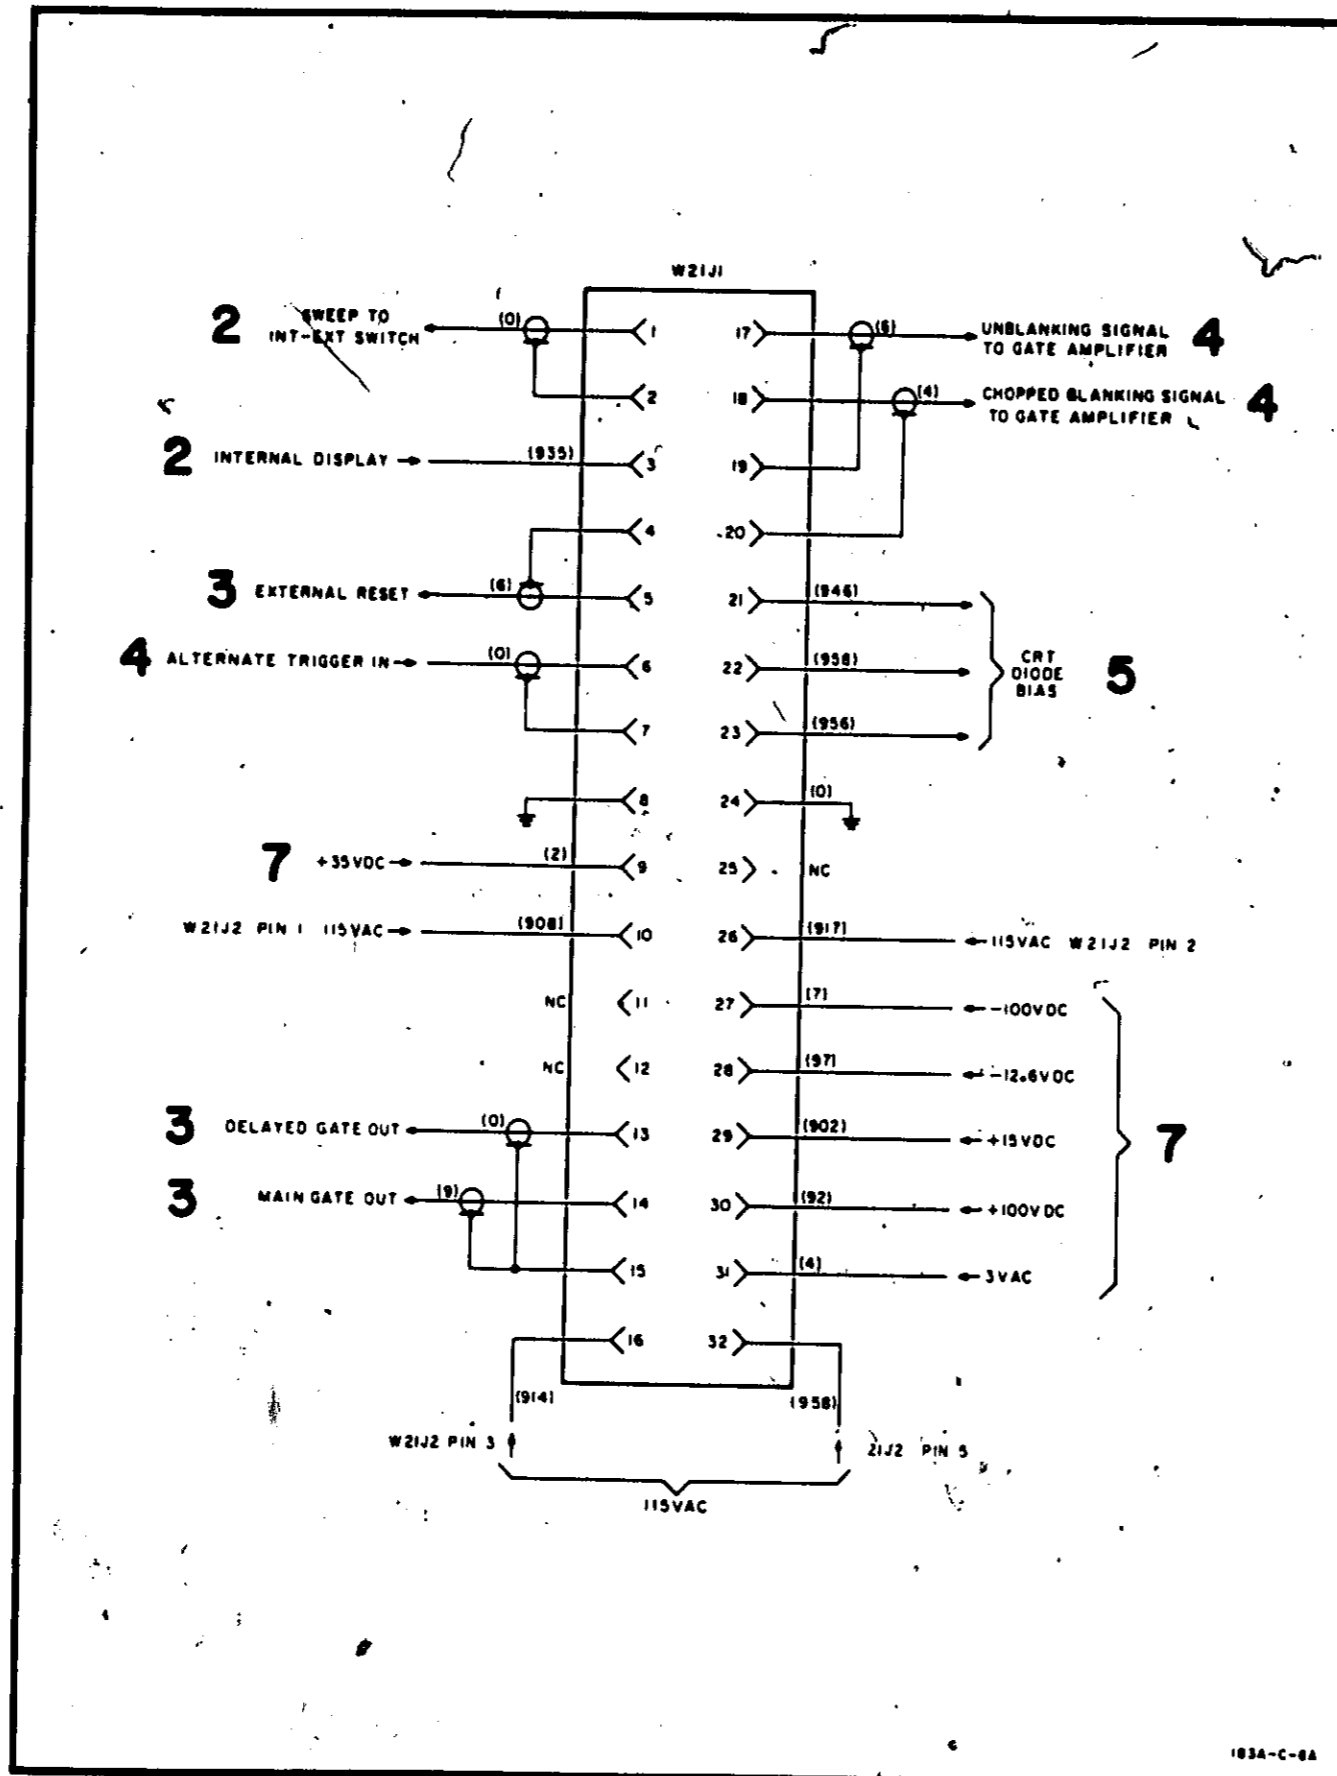 W21J1
2 SWEEP TO INT-EXT SWITCH (0) 1
2
2 INTERNAL DISPLAY (935) 3
4
3 EXTERNAL RESET (6) 5
4 ALTERNATE TRIGGER IN (0) 6
7
8
7 +35VDC (2) 9
W21J2 PIN 1 115VAC (908) 10
NC 11
NC 12
3 DELAYED GATE OUT (0) 13
3 MAIN GATE OUT (9) 14
15
16
(914)
W21J2 PIN 3
17 (6) UNBLANKING SIGNAL TO GATE AMPLIFIER 4
18 (4) CHOPPED BLANKING SIGNAL TO GATE AMPLIFIER 4
19
20
21 (946)
22 (958)
23 (956)
CRT DIODE BIAS 5
24 (0)
25 NC
26 (917) 115VAC W21J2 PIN 2
27 (7) -100VDC
28 (97) -12.6VDC
29 (902) +15VDC
30 (92) +100VDC
31 (4) 3VAC
7
32
(958)
21J2 PIN 5
115VAC
183A-C-6A